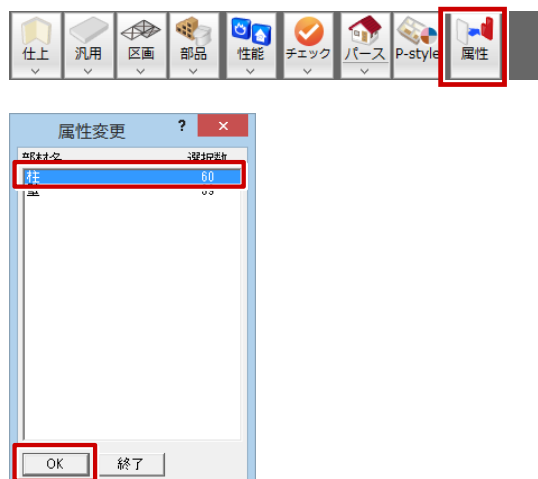 仕上 汎用 区画 部品 性能 チェック パース P-style 属性
属性変更 ? ×
部材名 選択数
柱 60
OK 終了